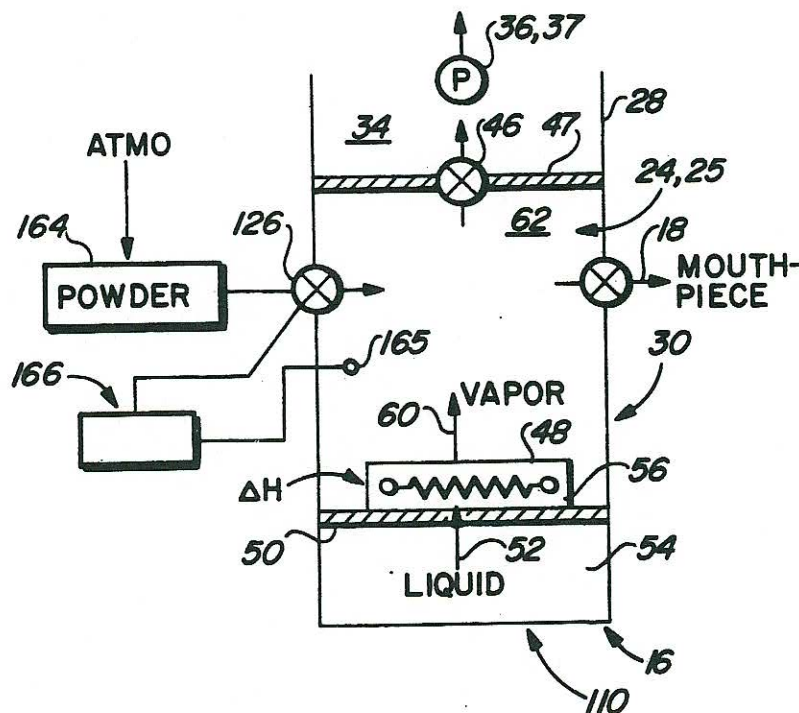 36,37
P
28
34
46
47
ATMO
24,25
164
62
126
18
POWDER
MOUTH-
PIECE
165
30
166
60
VAPOR
48
ΔH
56
50
52
54
LIQUID
16
110